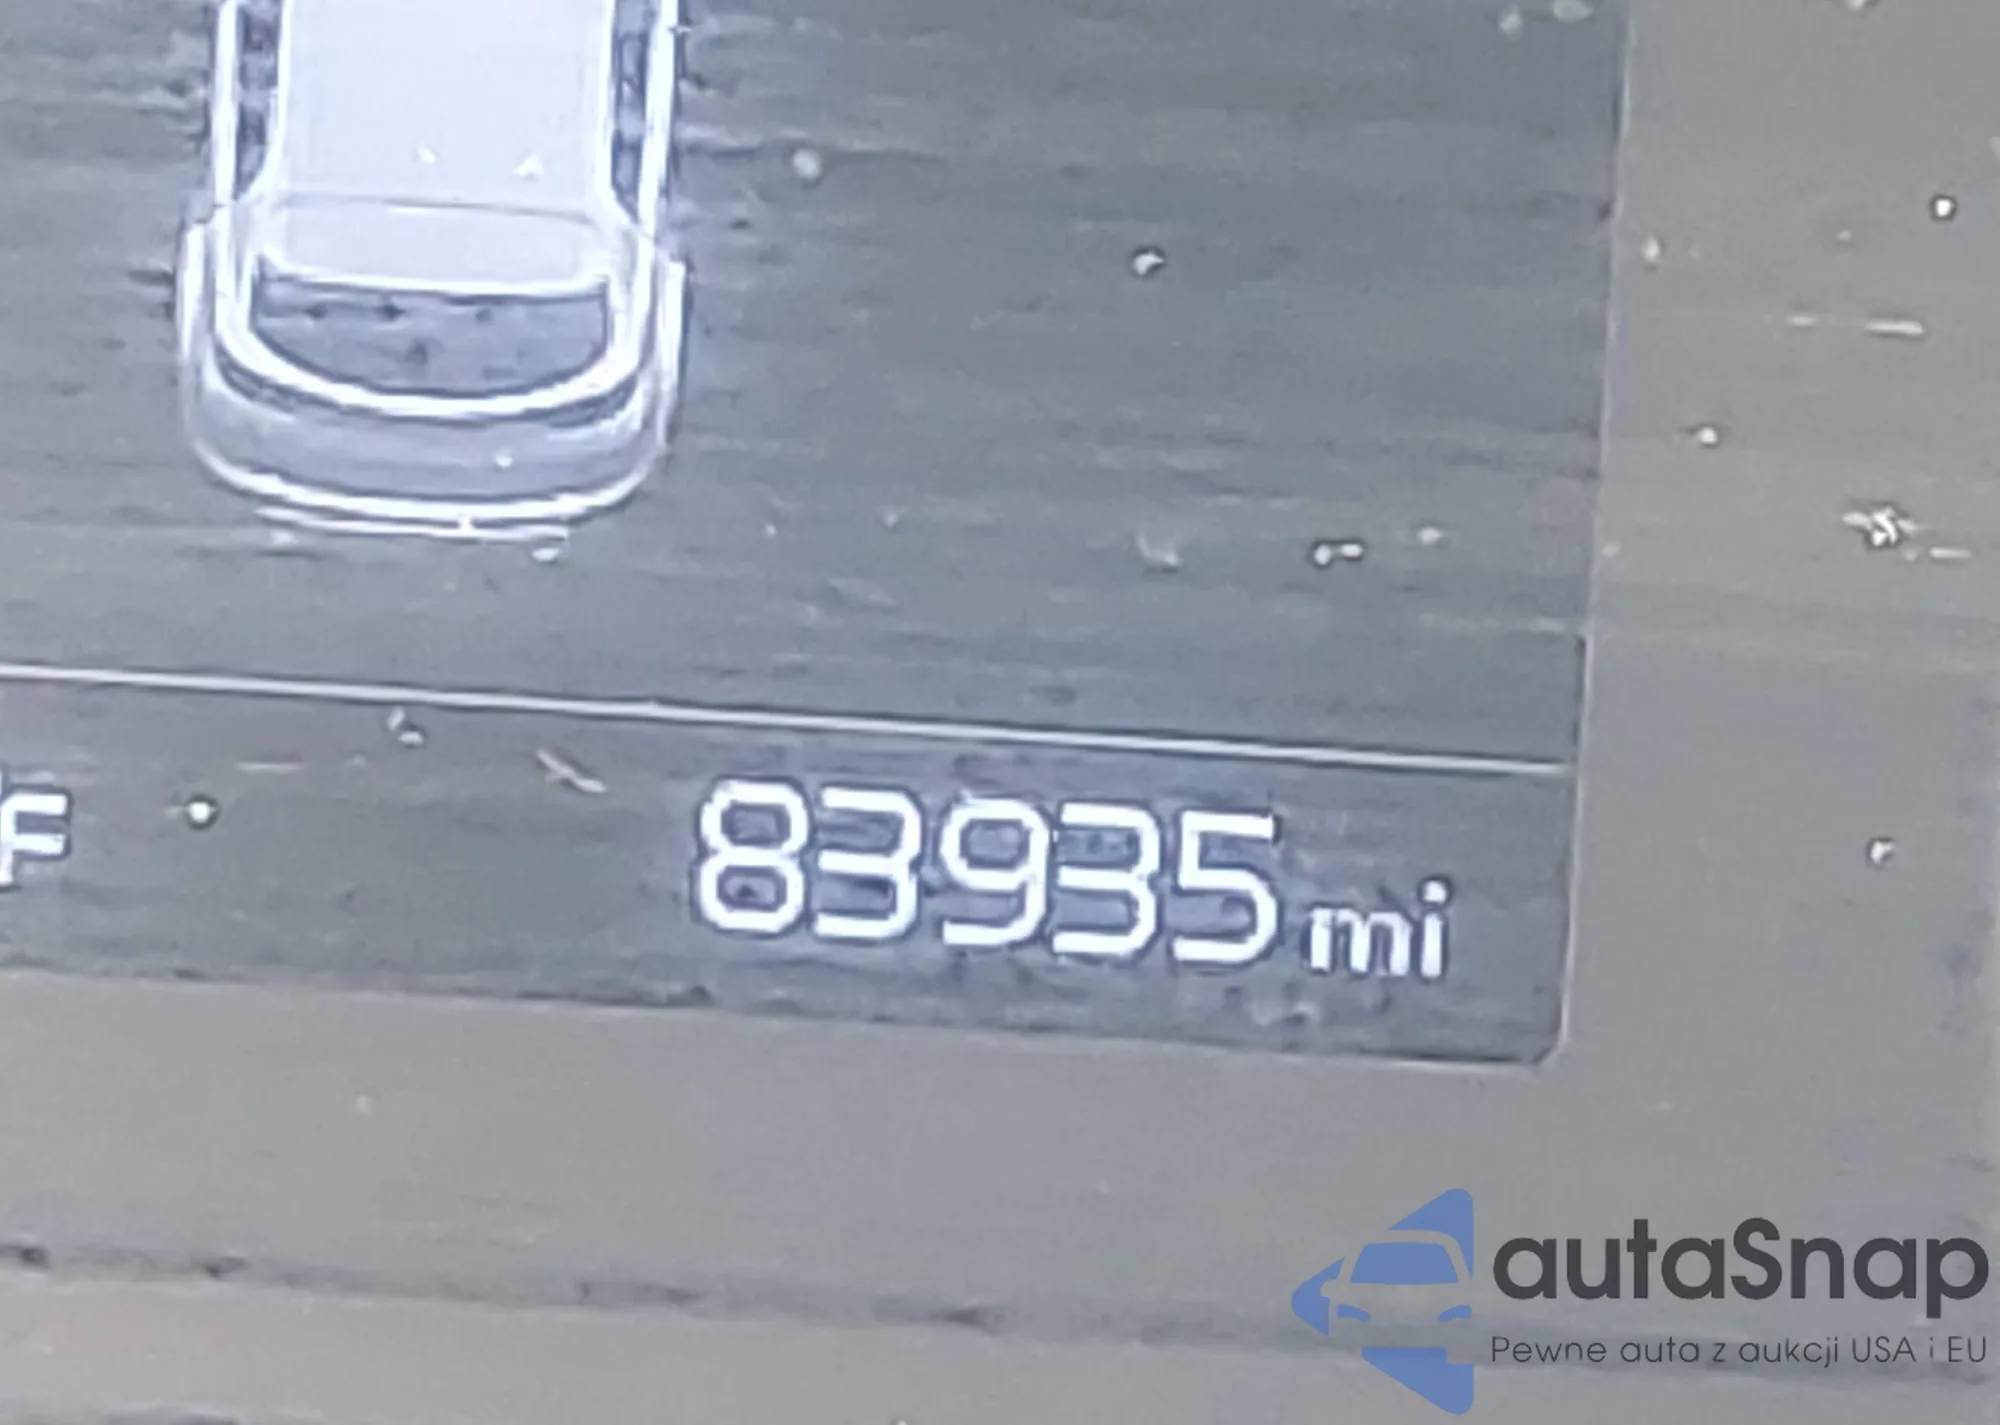 °F
83935 mi
autaSnap
Pewne auta z aukcji USA i EU